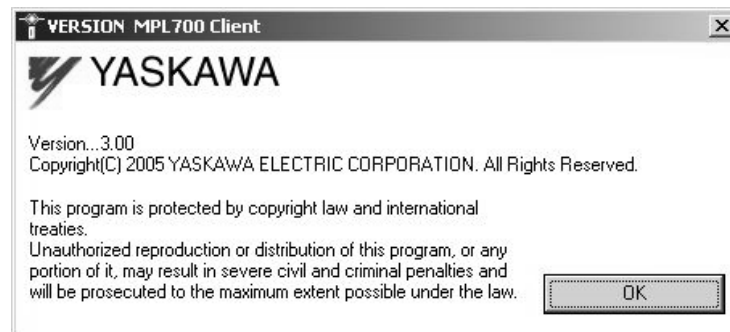 VERSION MPL700 Client
YASKAWA
Version...3.00
Copyright(C) 2005 YASKAWA ELECTRIC CORPORATION. All Rights Reserved.
This program is protected by copyright law and international
treaties.
Unauthorized reproduction or distribution of this program, or any
portion of it, may result in severe civil and criminal penalties and
will be prosecuted to the maximum extent possible under the law.
OK